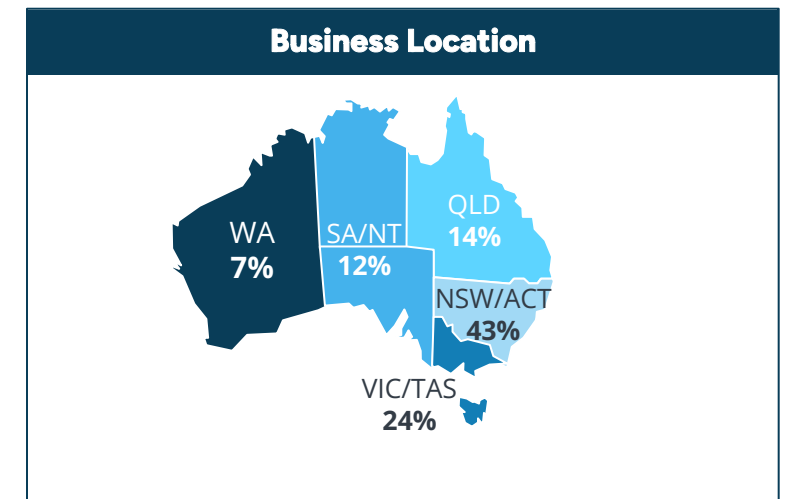 Business Location
QLD
14%
WA
7%
SA/NT
12%
NSW/ACT
43%
VIC/TAS
24%